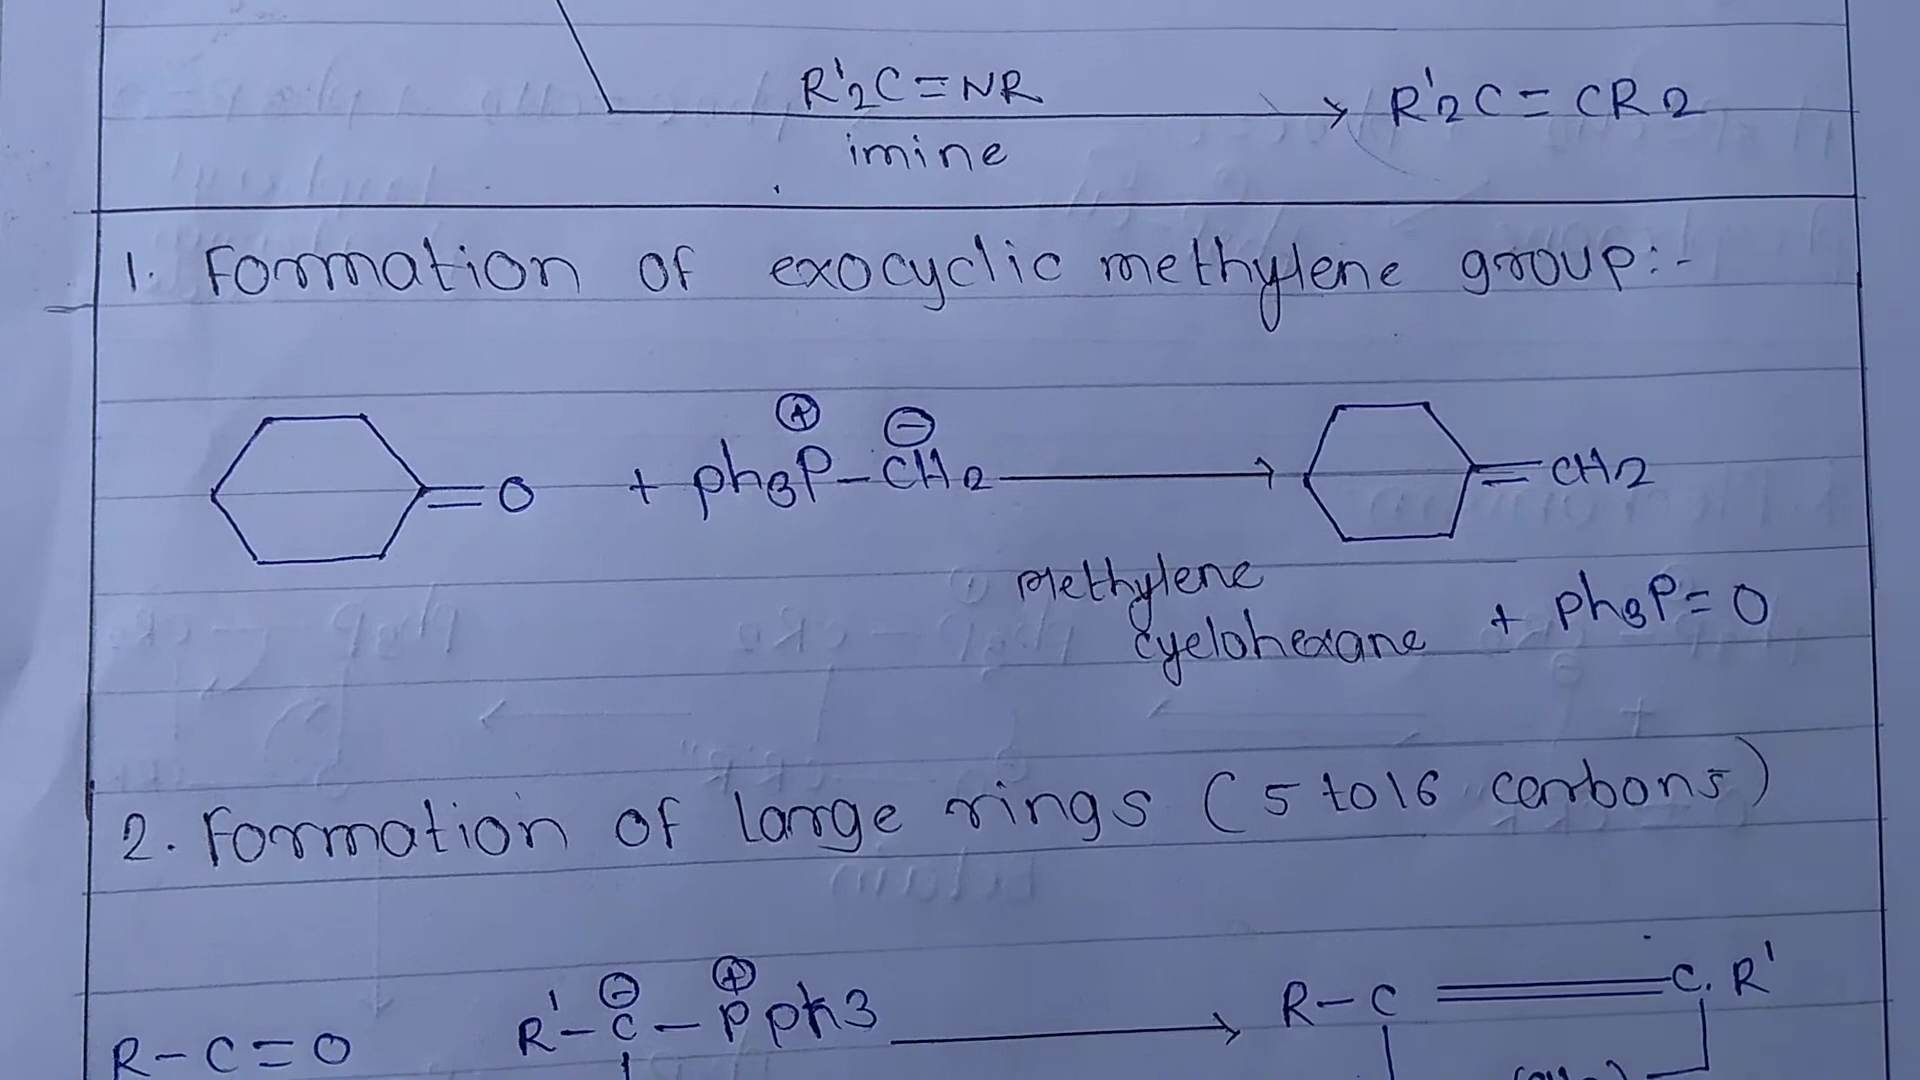 R'2C=NR
imine
R'2C=CR2
1. Formation of exocyclic methylene group:-
=O + ph3P⊕-CH2⊖ → =CH2
Methylene
cyclohexane + ph3P=O
2. Formation of large rings (5 to 16 carbons)
R-C=O R'-C⊖-P⊕ph3 → R-C=C.R'